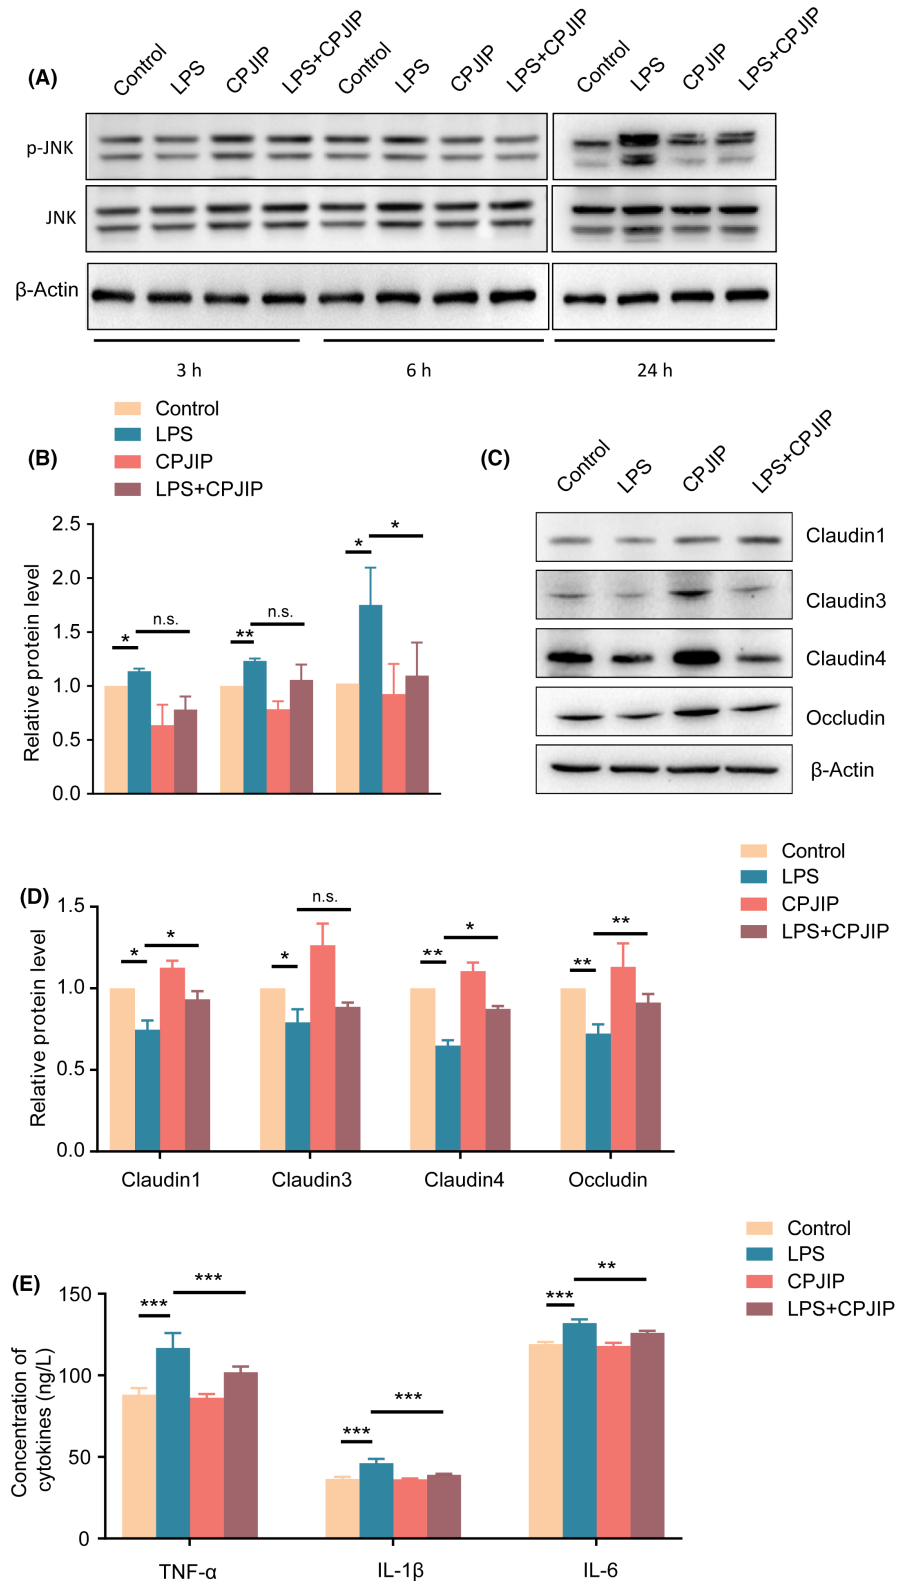 (A)
Control LPS CPJIP LPS+CPJIP Control LPS CPJIP LPS+CPJIP Control LPS CPJIP LPS+CPJIP
p-JNK
JNK
β-Actin
3 h 6 h 24 h
(B)
Control
LPS
CPJIP
LPS+CPJIP
Relative protein level
2.5
2.0
1.5
1.0
0.5
0.0
* n.s.
** n.s.
* *
(C)
Control LPS CPJIP LPS+CPJIP
Claudin1
Claudin3
Claudin4
Occludin
β-Actin
(D)
Control
LPS
CPJIP
LPS+CPJIP
Relative protein level
1.5
1.0
0.5
0.0
* *
* n.s.
** *
** **
Claudin1 Claudin3 Claudin4 Occludin
(E)
Control
LPS
CPJIP
LPS+CPJIP
Concentration of
cytokines (ng/L)
150
100
50
0
*** ***
*** ***
*** **
TNF-α IL-1β IL-6